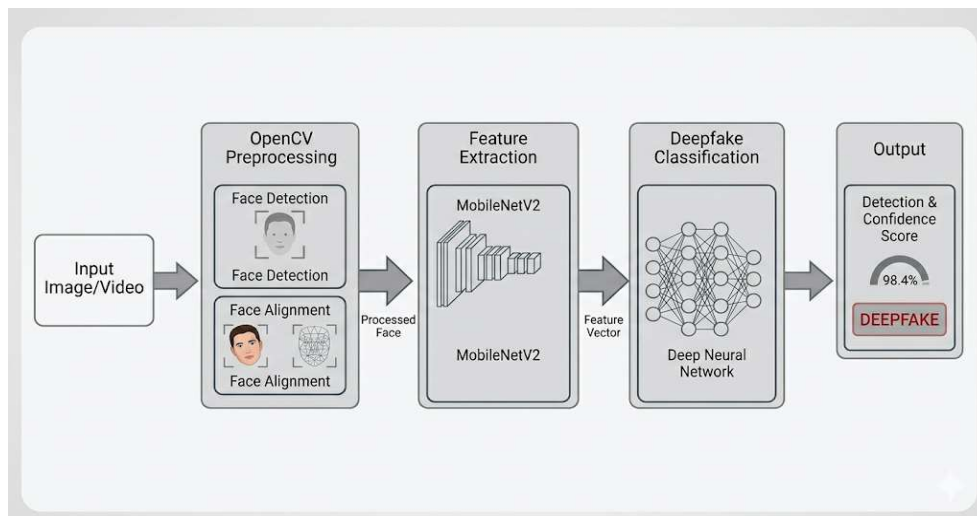 Input
Image/Video
OpenCV
Preprocessing
Face Detection
Face Detection
Face Alignment
Face Alignment
Processed
Face
Feature
Extraction
MobileNetV2
MobileNetV2
Feature
Vector
Deepfake
Classification
Deep Neural
Network
Output
Detection &
Confidence
Score
98.4%
DEEPFAKE